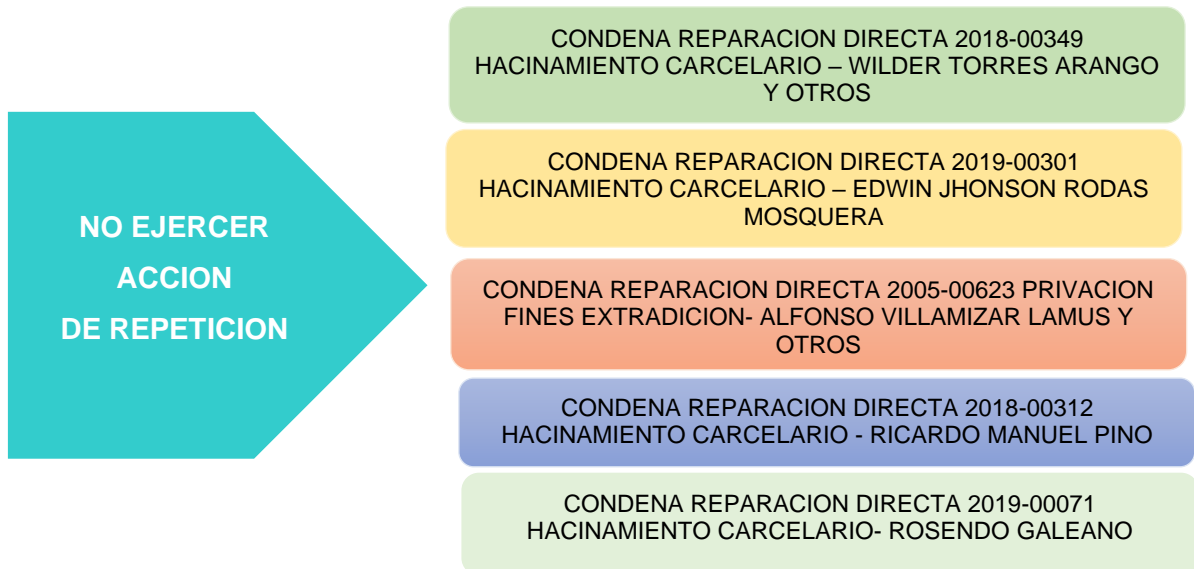 NO EJERCER
ACCION
DE REPETICION
CONDENA REPARACION DIRECTA 2018-00349
HACINAMIENTO CARCELARIO – WILDER TORRES ARANGO
Y OTROS
CONDENA REPARACION DIRECTA 2019-00301
HACINAMIENTO CARCELARIO – EDWIN JHONSON RODAS
MOSQUERA
CONDENA REPARACION DIRECTA 2005-00623 PRIVACION
FINES EXTRADICION- ALFONSO VILLAMIZAR LAMUS Y
OTROS
CONDENA REPARACION DIRECTA 2018-00312
HACINAMIENTO CARCELARIO - RICARDO MANUEL PINO
CONDENA REPARACION DIRECTA 2019-00071
HACINAMIENTO CARCELARIO- ROSENDO GALEANO